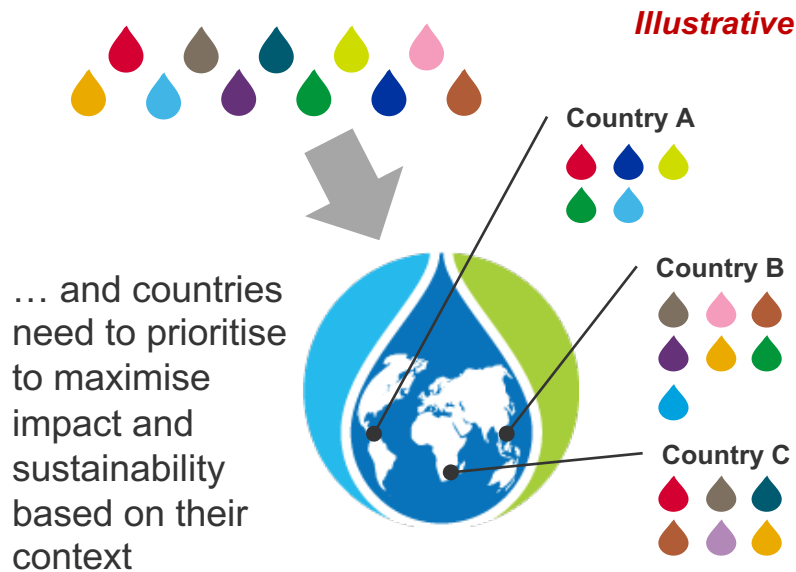 Illustrative
Country A
Country B
… and countries
need to prioritise
to maximise
impact and
sustainability
based on their
context
Country C